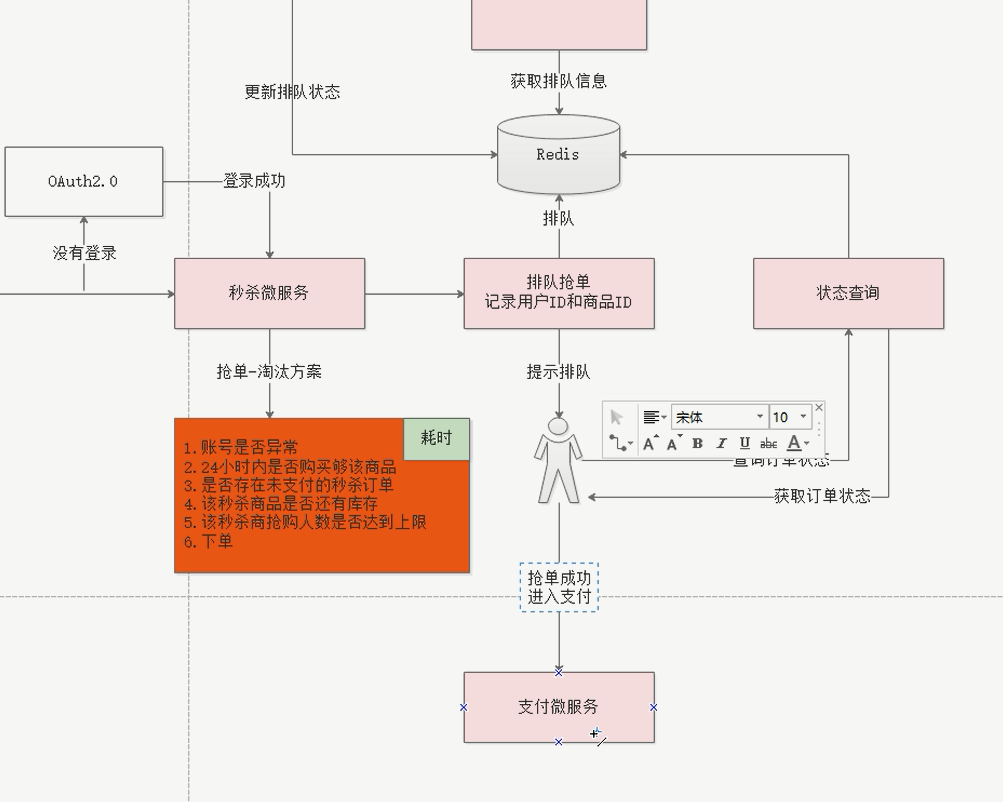 获取排队信息
更新排队状态
Redis
OAuth2.0
登录成功
排队
没有登录
秒杀微服务
排队抢单
记录用户ID和商品ID
状态查询
抢单-淘汰方案
提示排队
宋体
10
耗时
1. 账号是否异常
2. 24小时内是否购买够该商品
3. 是否存在未支付的秒杀订单
4. 该秒杀商品是否还有库存
5. 该秒杀商抢购人数是否达到上限
6. 下单
A A B I U abc A
查询订单状态
获取订单状态
抢单成功
进入支付
支付微服务